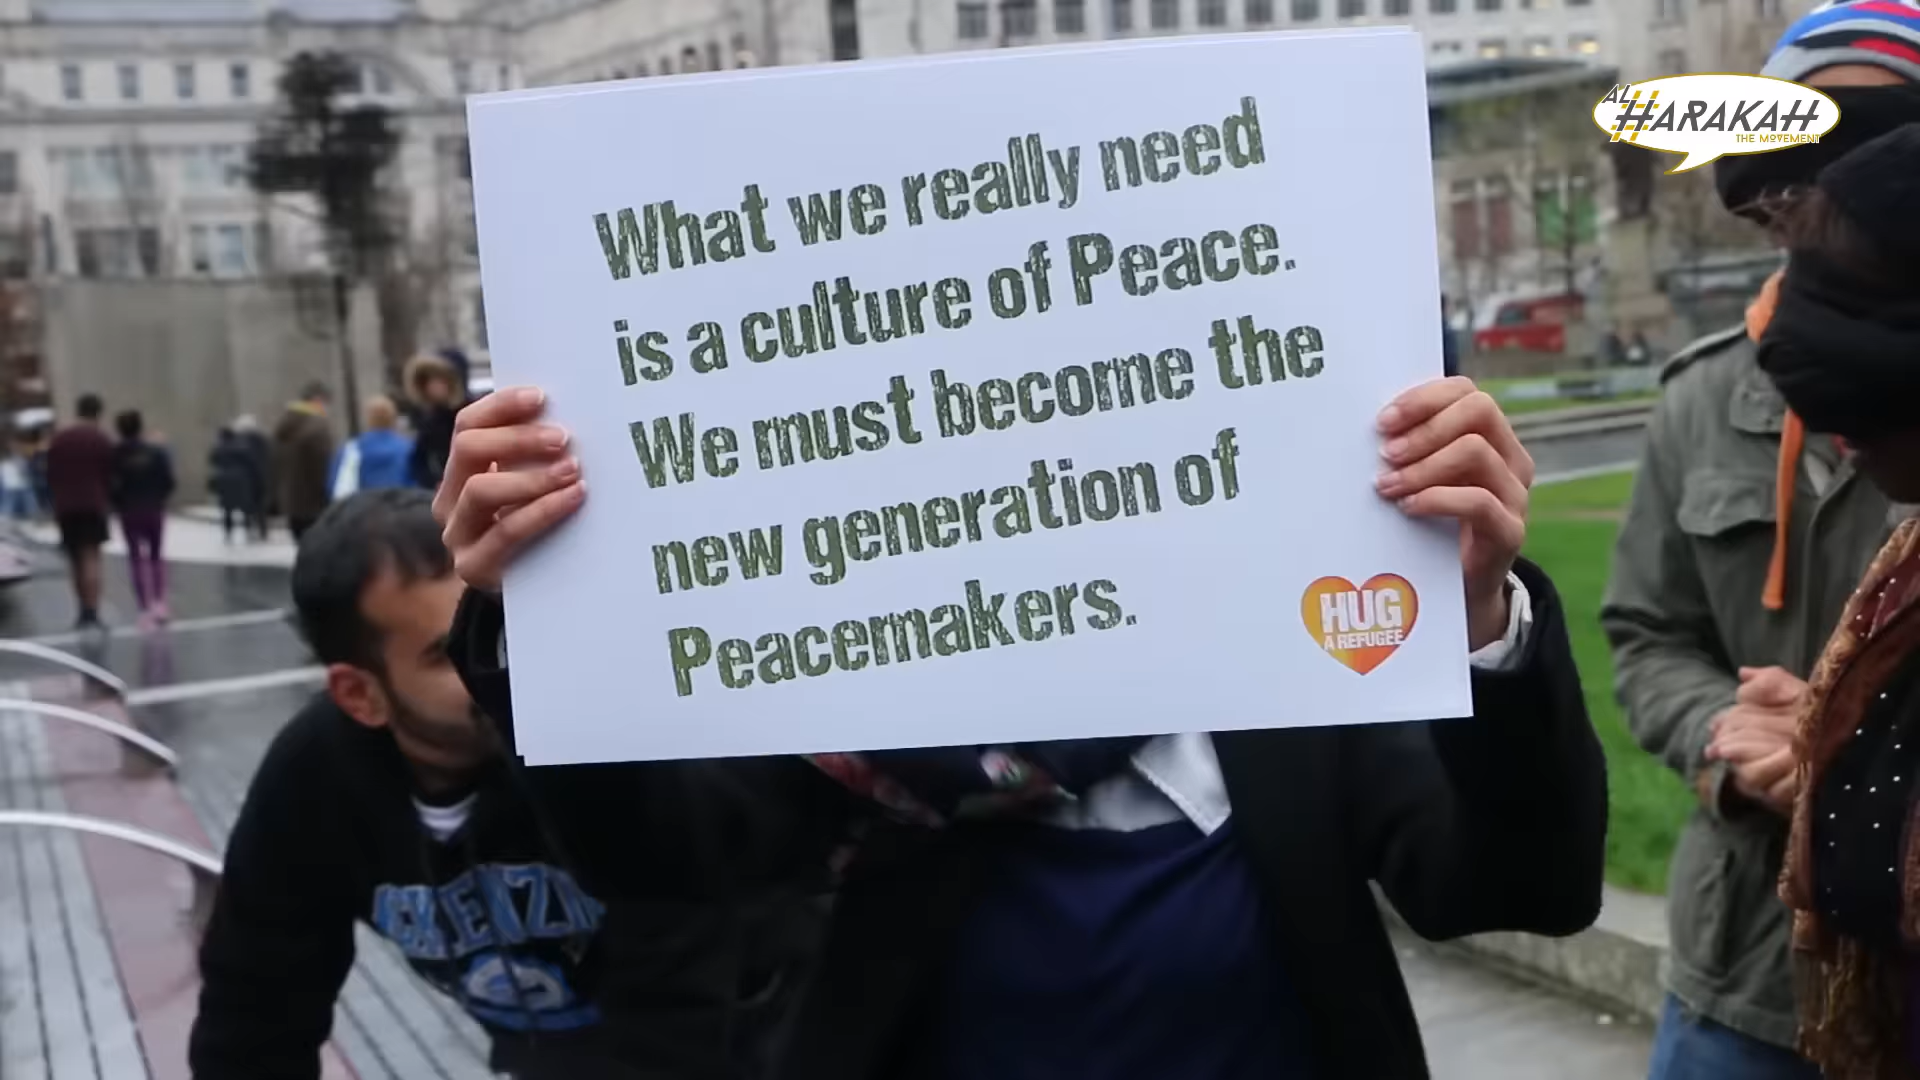 What we really need
is a culture of Peace.
We must become the
new generation of
Peacemakers.
HUG
A REFUGEE
AL
#HARAKAH
THE MOVEMENT